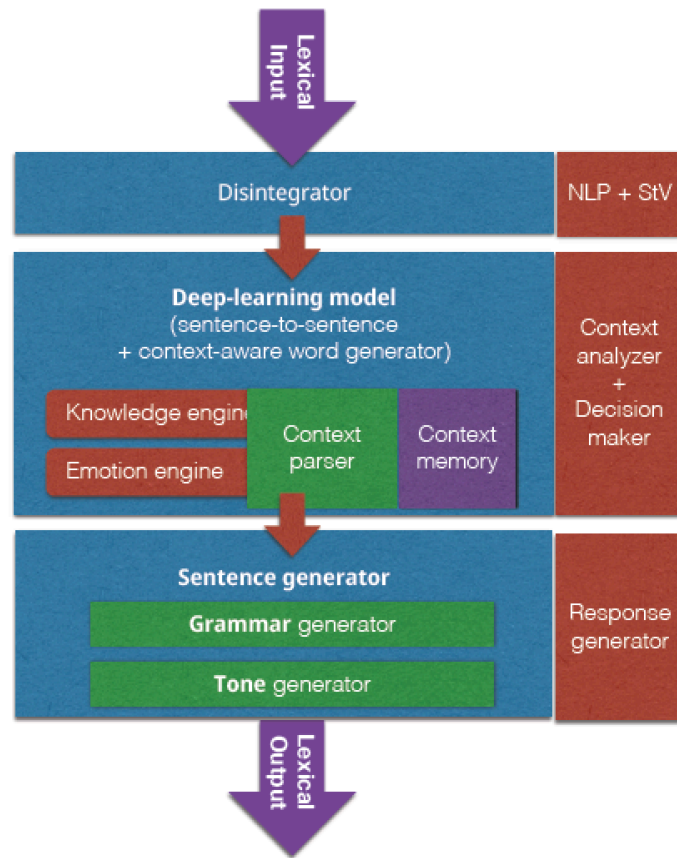 Lexical
Input
Disintegrator
NLP + StV
Deep-learning model
(sentence-to-sentence
+ context-aware word generator)
Knowledge engine
Emotion engine
Context
parser
Context
memory
Context
analyzer
+
Decision
maker
Sentence generator
Grammar generator
Tone generator
Response
generator
Lexical
Output